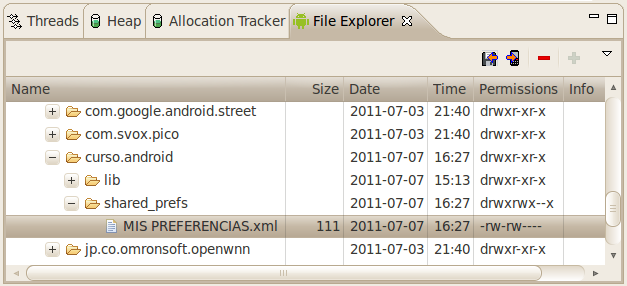 Threads Heap Allocation Tracker File Explorer
Name Size Date Time Permissions Info
com.google.android.street 2011-07-03 21:40 drwxr-xr-x
com.svox.pico 2011-07-03 21:40 drwxr-xr-x
curso.android 2011-07-07 16:27 drwxr-xr-x
lib 2011-07-07 15:13 drwxr-xr-x
shared_prefs 2011-07-07 16:27 drwxrwx--x
MIS PREFERENCIAS.xml 111 2011-07-07 16:27 -rw-rw----
jp.co.omronsoft.openwnn 2011-07-03 21:40 drwxr-xr-x